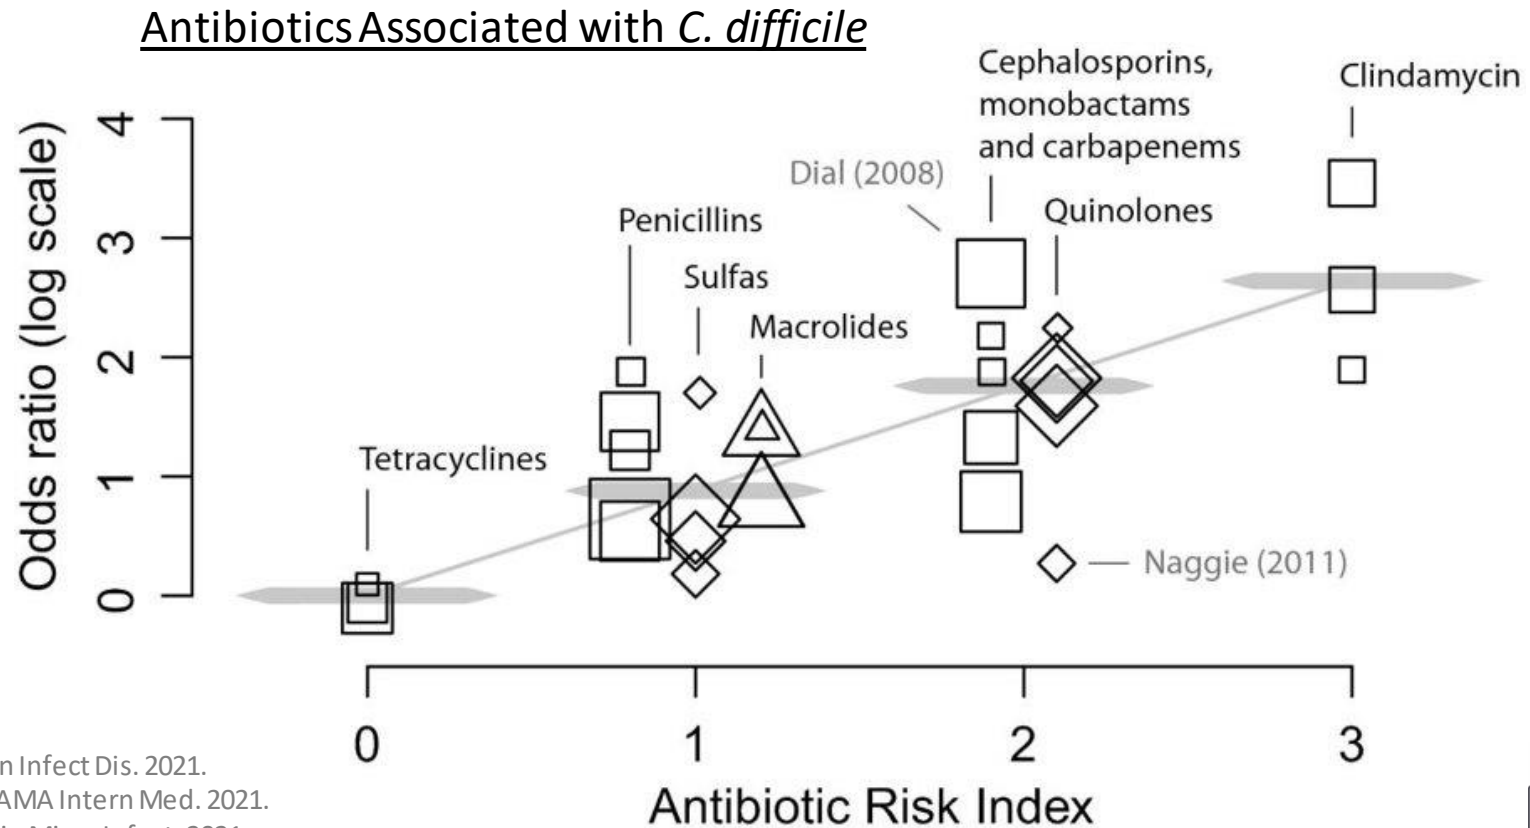 Antibiotics Associated with C. difficile
Cephalosporins,
monobactams
and carbapenems
Clindamycin
Dial (2008)
Quinolones
Penicillins
Sulfas
Macrolides
Tetracyclines
Naggie (2011)
Odds ratio (log scale)
4
3
2
1
0
0 1 2 3
Antibiotic Risk Index
n Infect Dis. 2021.
AMA Intern Med. 2021.